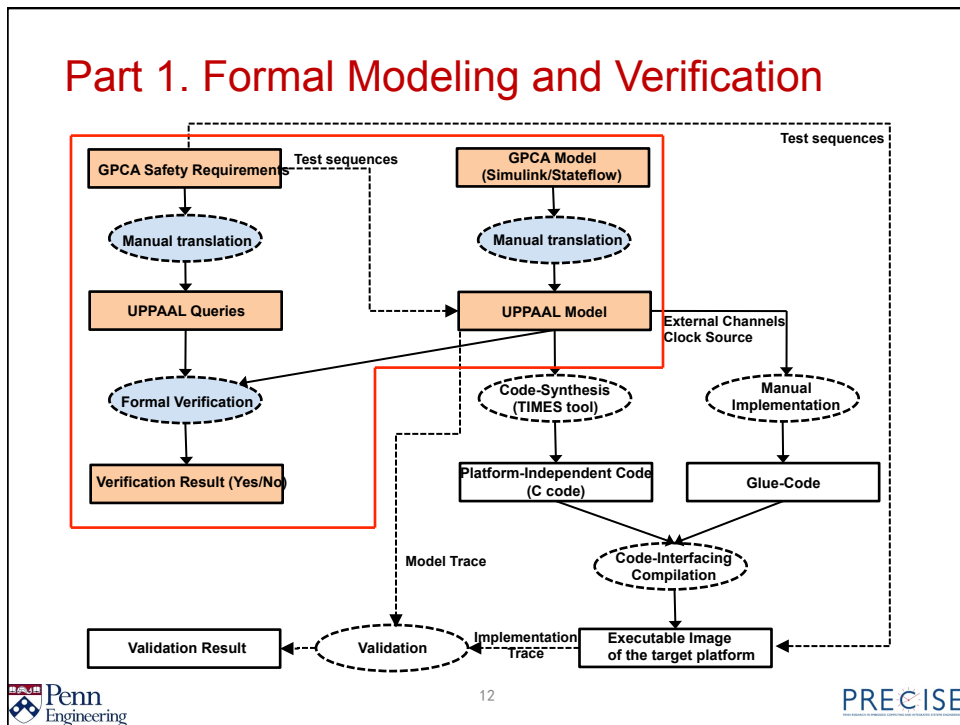 Part 1. Formal Modeling and Verification
Test sequences
GPCA Safety Requirements
Test sequences
GPCA Model
(Simulink/Stateflow)
Manual translation
Manual translation
UPPAAL Queries
UPPAAL Model
External Channels
Clock Source
Formal Verification
Code-Synthesis
(TIMES tool)
Manual
Implementation
Verification Result (Yes/No)
Platform-Independent Code
(C code)
Glue-Code
Model Trace
Code-Interfacing
Compilation
Validation Result
Validation
Implementation
Trace
Executable Image
of the target platform
Penn
Engineering
12
PRECISE